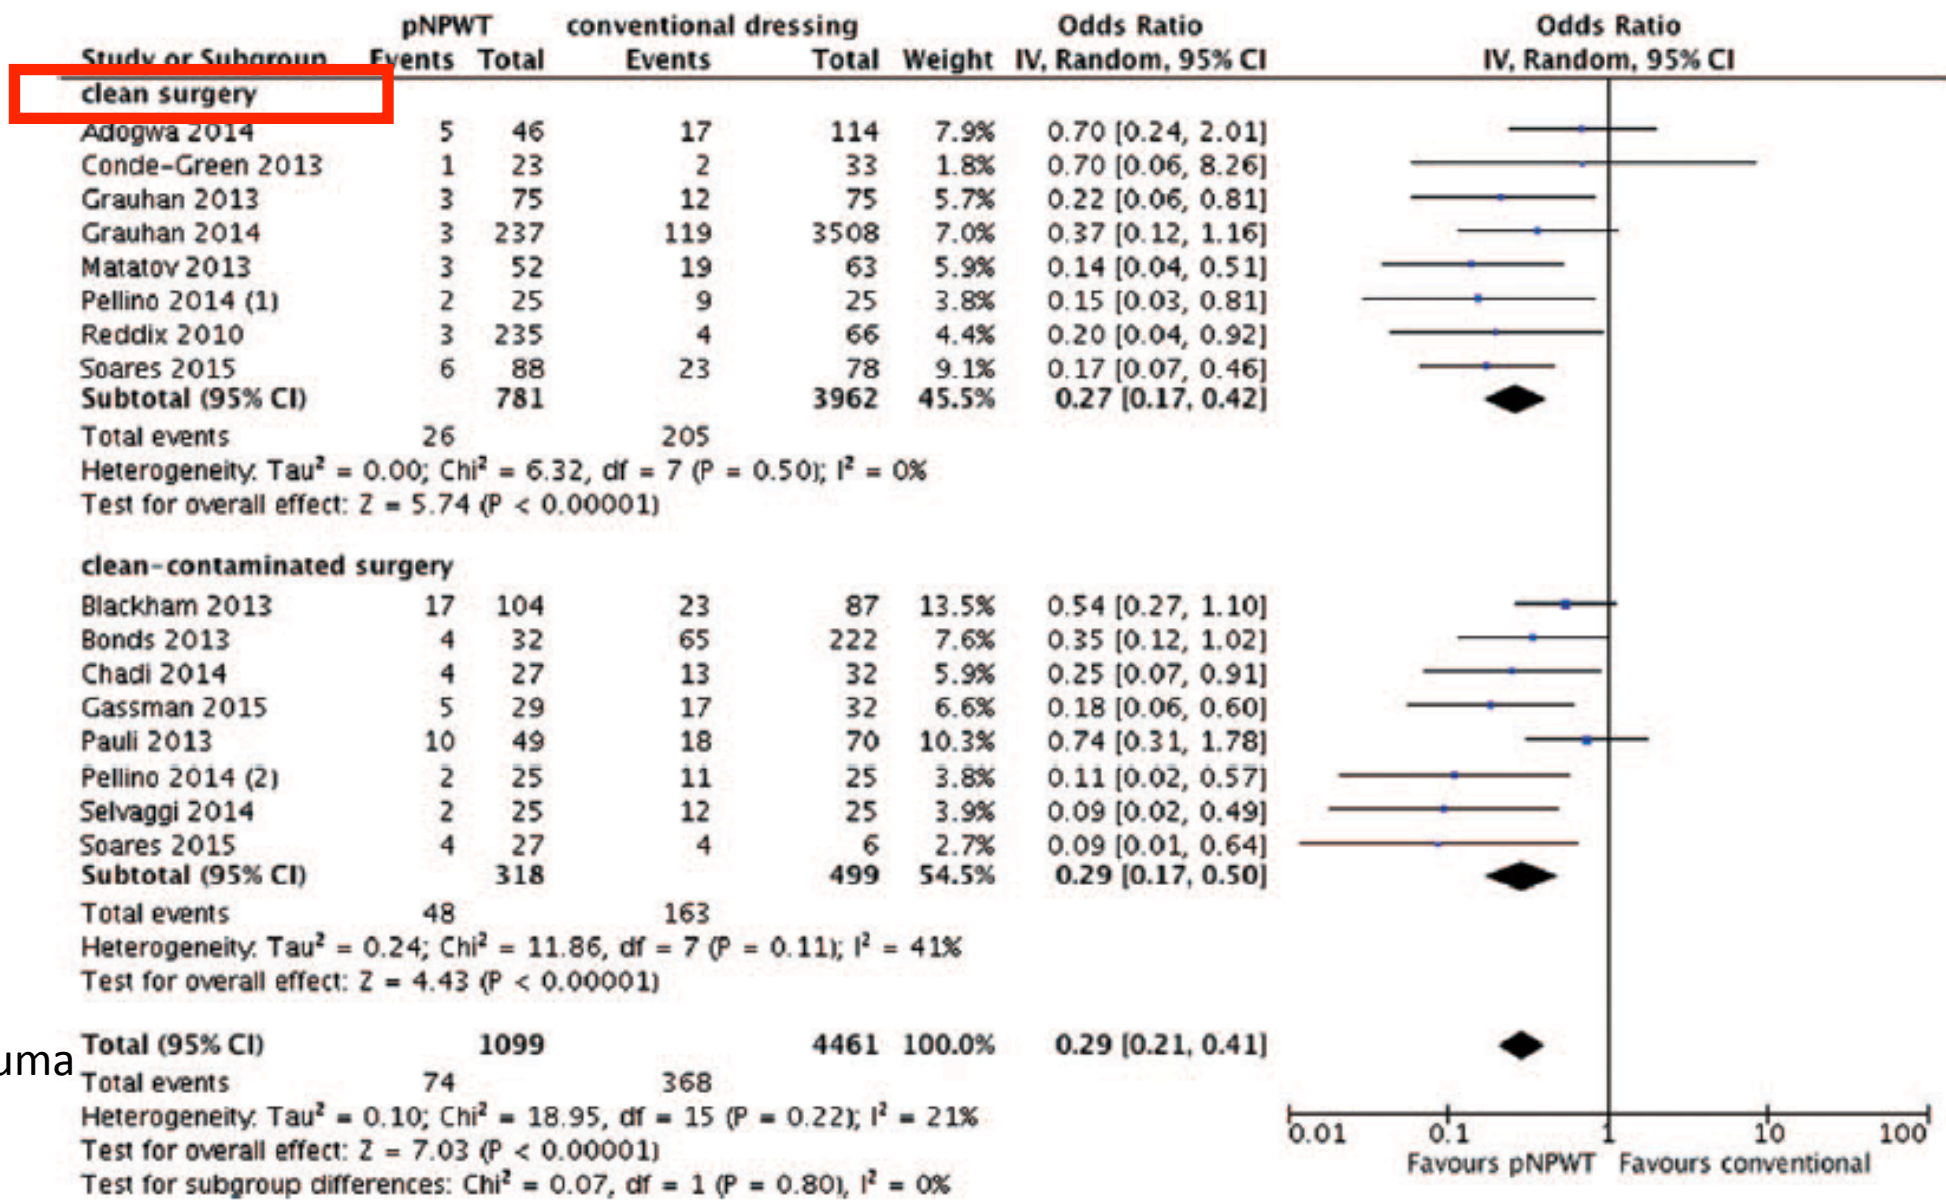 pNPWT conventional dressing Odds Ratio Odds Ratio
Study or Subgroup Events Total Events Total Weight IV, Random, 95% CI IV, Random, 95% CI
clean surgery
Adogwa 2014 5 46 17 114 7.9% 0.70 [0.24, 2.01]
Conde-Green 2013 1 23 2 33 1.8% 0.70 [0.06, 8.26]
Grauhan 2013 3 75 12 75 5.7% 0.22 [0.06, 0.81]
Grauhan 2014 3 237 119 3508 7.0% 0.37 [0.12, 1.16]
Matatov 2013 3 52 19 63 5.9% 0.14 [0.04, 0.51]
Pellino 2014 (1) 2 25 9 25 3.8% 0.15 [0.03, 0.81]
Reddix 2010 3 235 4 66 4.4% 0.20 [0.04, 0.92]
Soares 2015 6 88 23 78 9.1% 0.17 [0.07, 0.46]
Subtotal (95% CI) 781 3962 45.5% 0.27 [0.17, 0.42]
Total events 26 205
Heterogeneity: Tau² = 0.00; Chi² = 6.32, df = 7 (P = 0.50); I² = 0%
Test for overall effect: Z = 5.74 (P < 0.00001)
clean-contaminated surgery
Blackham 2013 17 104 23 87 13.5% 0.54 [0.27, 1.10]
Bonds 2013 4 32 65 222 7.6% 0.35 [0.12, 1.02]
Chadi 2014 4 27 13 32 5.9% 0.25 [0.07, 0.91]
Gassman 2015 5 29 17 32 6.6% 0.18 [0.06, 0.60]
Pauli 2013 10 49 18 70 10.3% 0.74 [0.31, 1.78]
Pellino 2014 (2) 2 25 11 25 3.8% 0.11 [0.02, 0.57]
Selvaggi 2014 2 25 12 25 3.9% 0.09 [0.02, 0.49]
Soares 2015 4 27 4 6 2.7% 0.09 [0.01, 0.64]
Subtotal (95% CI) 318 499 54.5% 0.29 [0.17, 0.50]
Total events 48 163
Heterogeneity: Tau² = 0.24; Chi² = 11.86, df = 7 (P = 0.11); I² = 41%
Test for overall effect: Z = 4.43 (P < 0.00001)
uma Total (95% CI) 1099 4461 100.0% 0.29 [0.21, 0.41]
Total events 74 368
Heterogeneity: Tau² = 0.10; Chi² = 18.95, df = 15 (P = 0.22); I² = 21%
0.01 0.1 1 10 100
Test for overall effect: Z = 7.03 (P < 0.00001)
Favours pNPWT Favours conventional
Test for subgroup differences: Chi² = 0.07, df = 1 (P = 0.80), I² = 0%